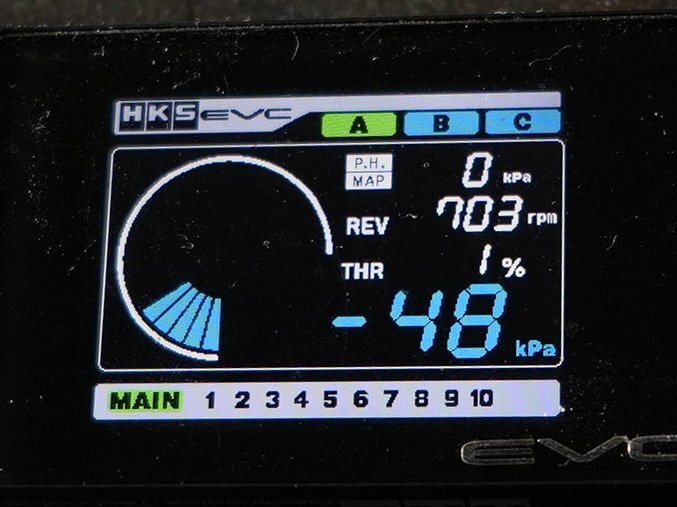 HKS EVC
A B C
P.H. 0 kPa
MAP
REV 703 rpm
THR 1 %
-48 kPa
MAIN 1 2 3 4 5 6 7 8 9 10
EVC